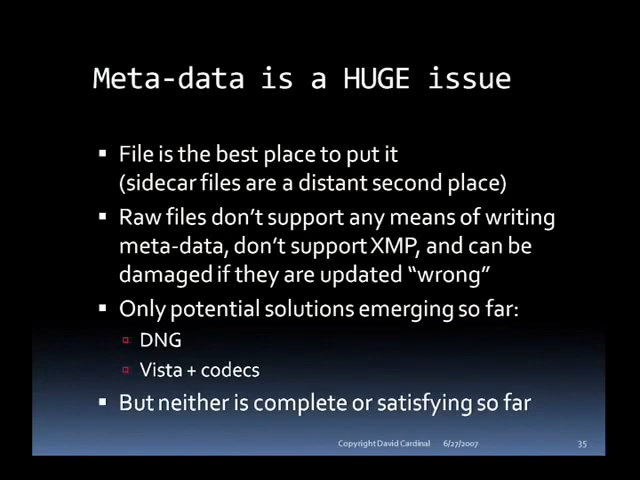 Meta-data is a HUGE issue
▪ File is the best place to put it
(sidecar files are a distant second place)
▪ Raw files don’t support any means of writing
meta-data, don’t support XMP, and can be
damaged if they are updated “wrong”
▪ Only potential solutions emerging so far:
▫ DNG
▫ Vista + codecs
▪ But neither is complete or satisfying so far
Copyright David Cardinal 6/27/2007 35